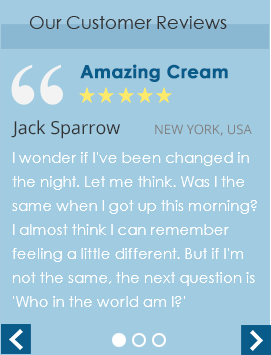 Our Customer Reviews
Amazing Cream
Jack Sparrow NEW YORK, USA
I wonder if I've been changed in
the night. Let me think. Was I the
same when I got up this morning?
I almost think I can remember
feeling a little different. But if I'm
not the same, the next question is
'Who in the world am I?'